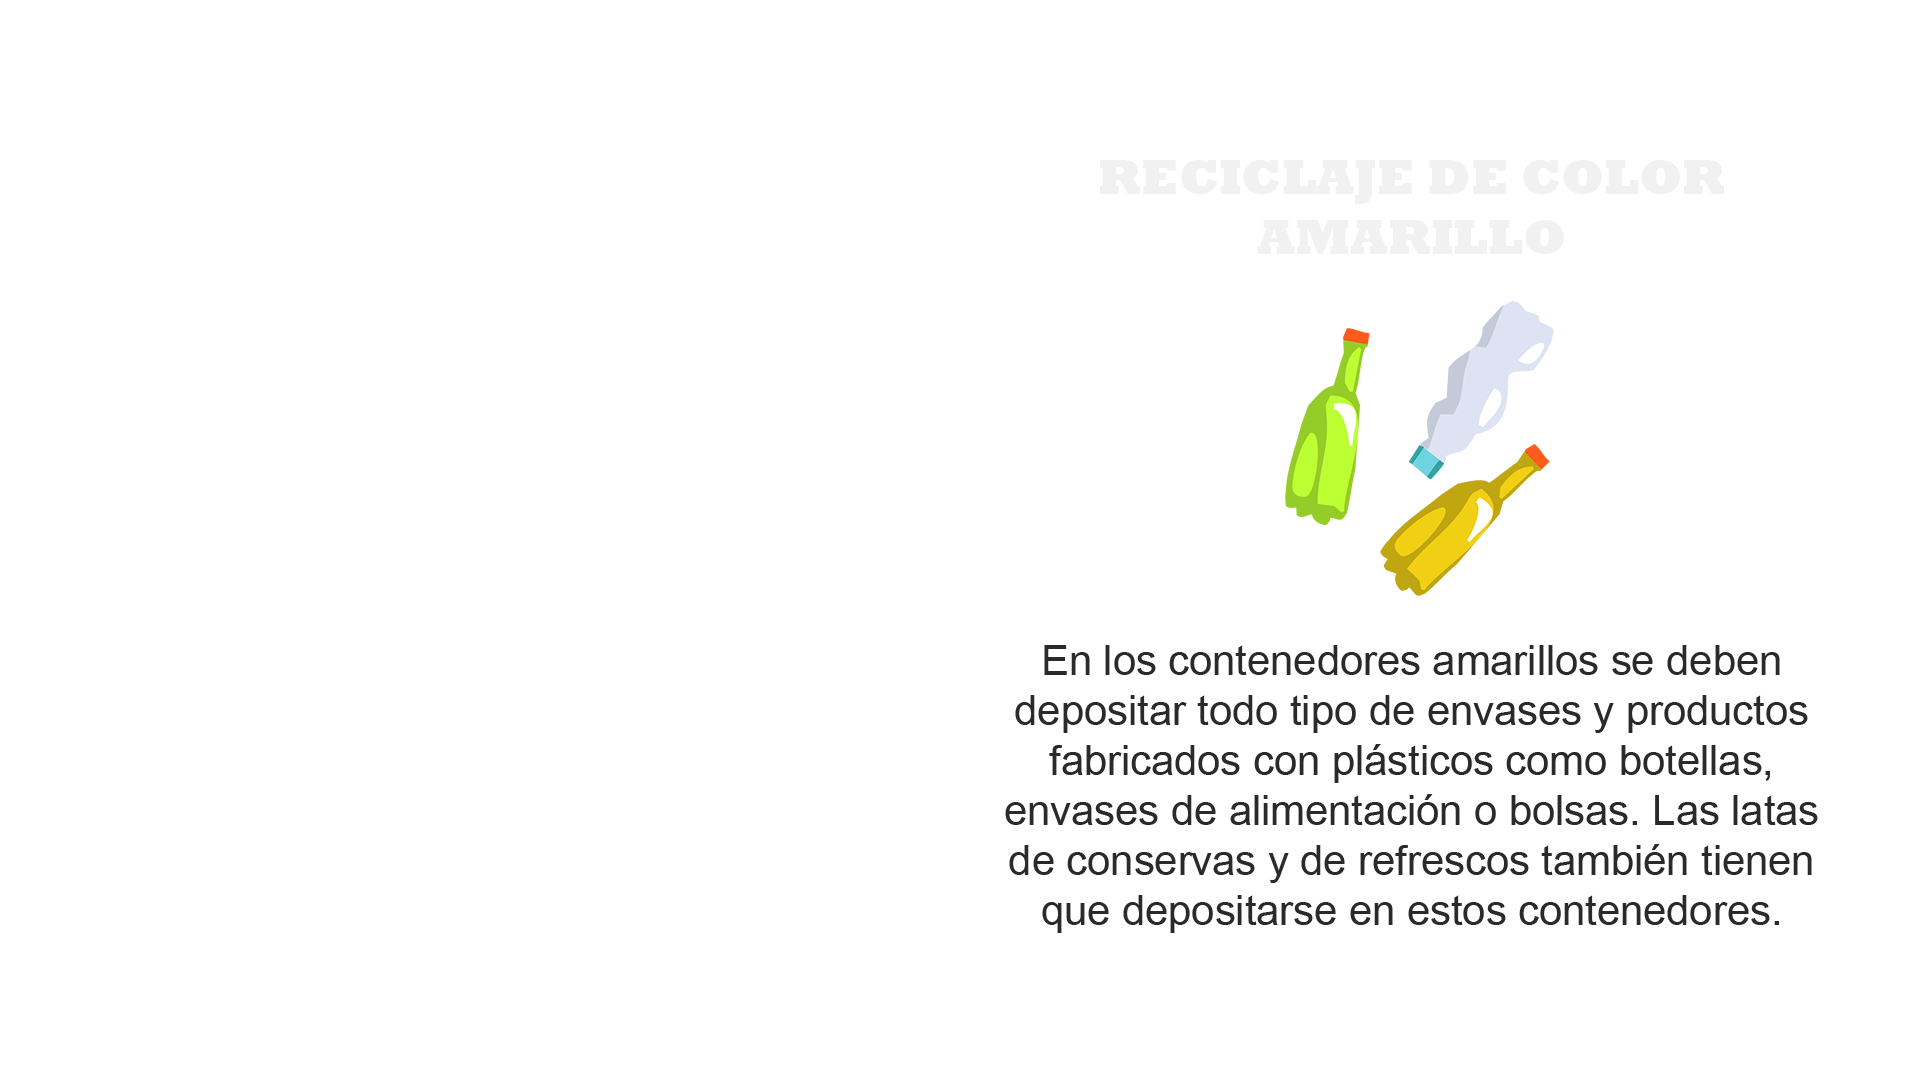 RECICLAJE DE COLOR
AMARILLO
En los contenedores amarillos se deben
depositar todo tipo de envases y productos
fabricados con plásticos como botellas,
envases de alimentación o bolsas. Las latas
de conservas y de refrescos también tienen
que depositarse en estos contenedores.